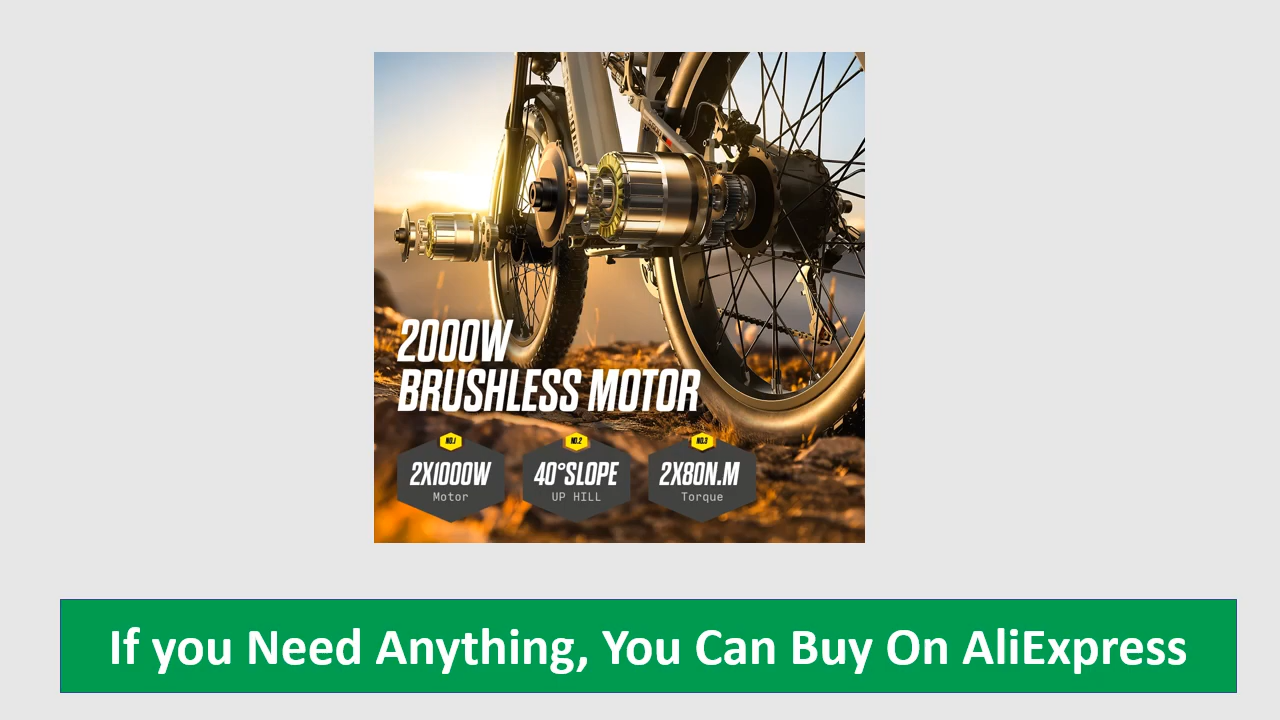 2000W
BRUSHLESS MOTOR
NO.1 NO.2 NO.3
2X1000W 40°SLOPE 2X80N.M
Motor UP HILL Torque
If you Need Anything, You Can Buy On AliExpress